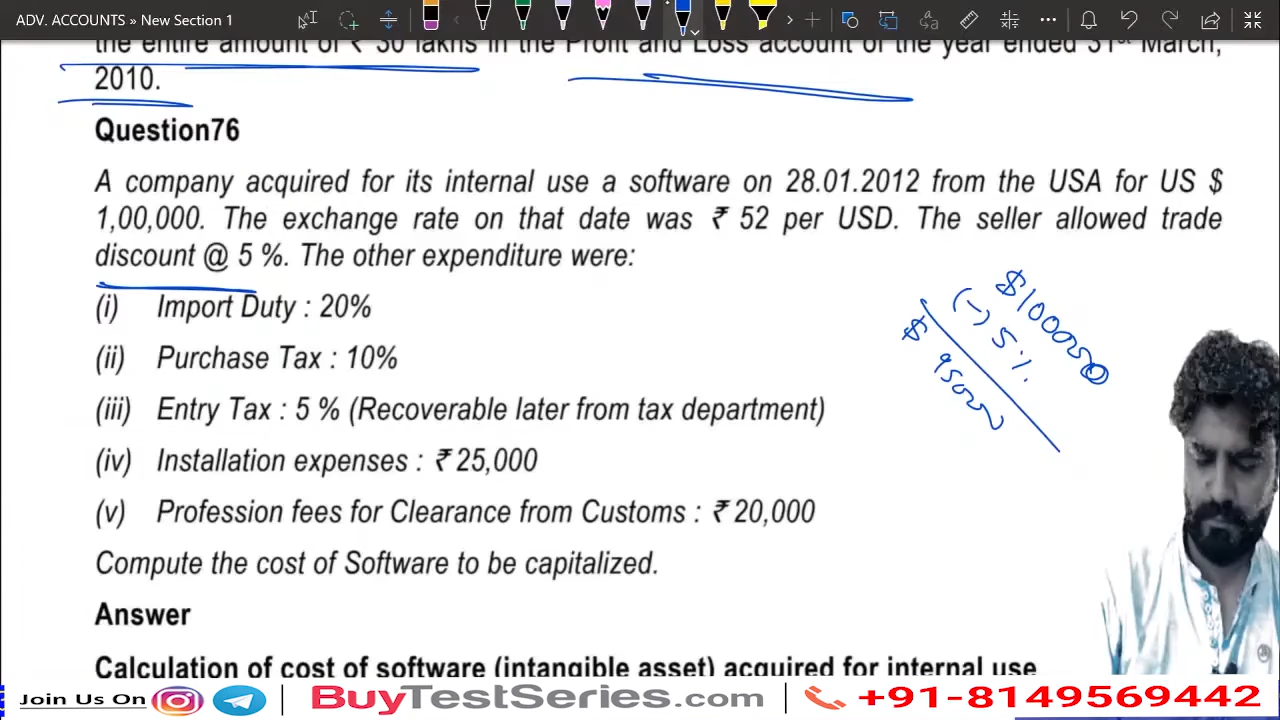 ADV. ACCOUNTS » New Section 1
the entire amount of ₹ 30 lakhs in the Profit and Loss account of the year ended 31st March,
2010.
Question76
A company acquired for its internal use a software on 28.01.2012 from the USA for US $
1,00,000. The exchange rate on that date was ₹ 52 per USD. The seller allowed trade
discount @ 5 %. The other expenditure were:
(i) Import Duty : 20%
(ii) Purchase Tax : 10%
(iii) Entry Tax : 5 % (Recoverable later from tax department)
(iv) Installation expenses : ₹ 25,000
(v) Profession fees for Clearance from Customs : ₹ 20,000
Compute the cost of Software to be capitalized.
$100000
(-) 5%
$ 95000
Answer
Calculation of cost of software (intangible asset) acquired for internal use
Join Us On
BuyTestSeries.com
+91-8149569442